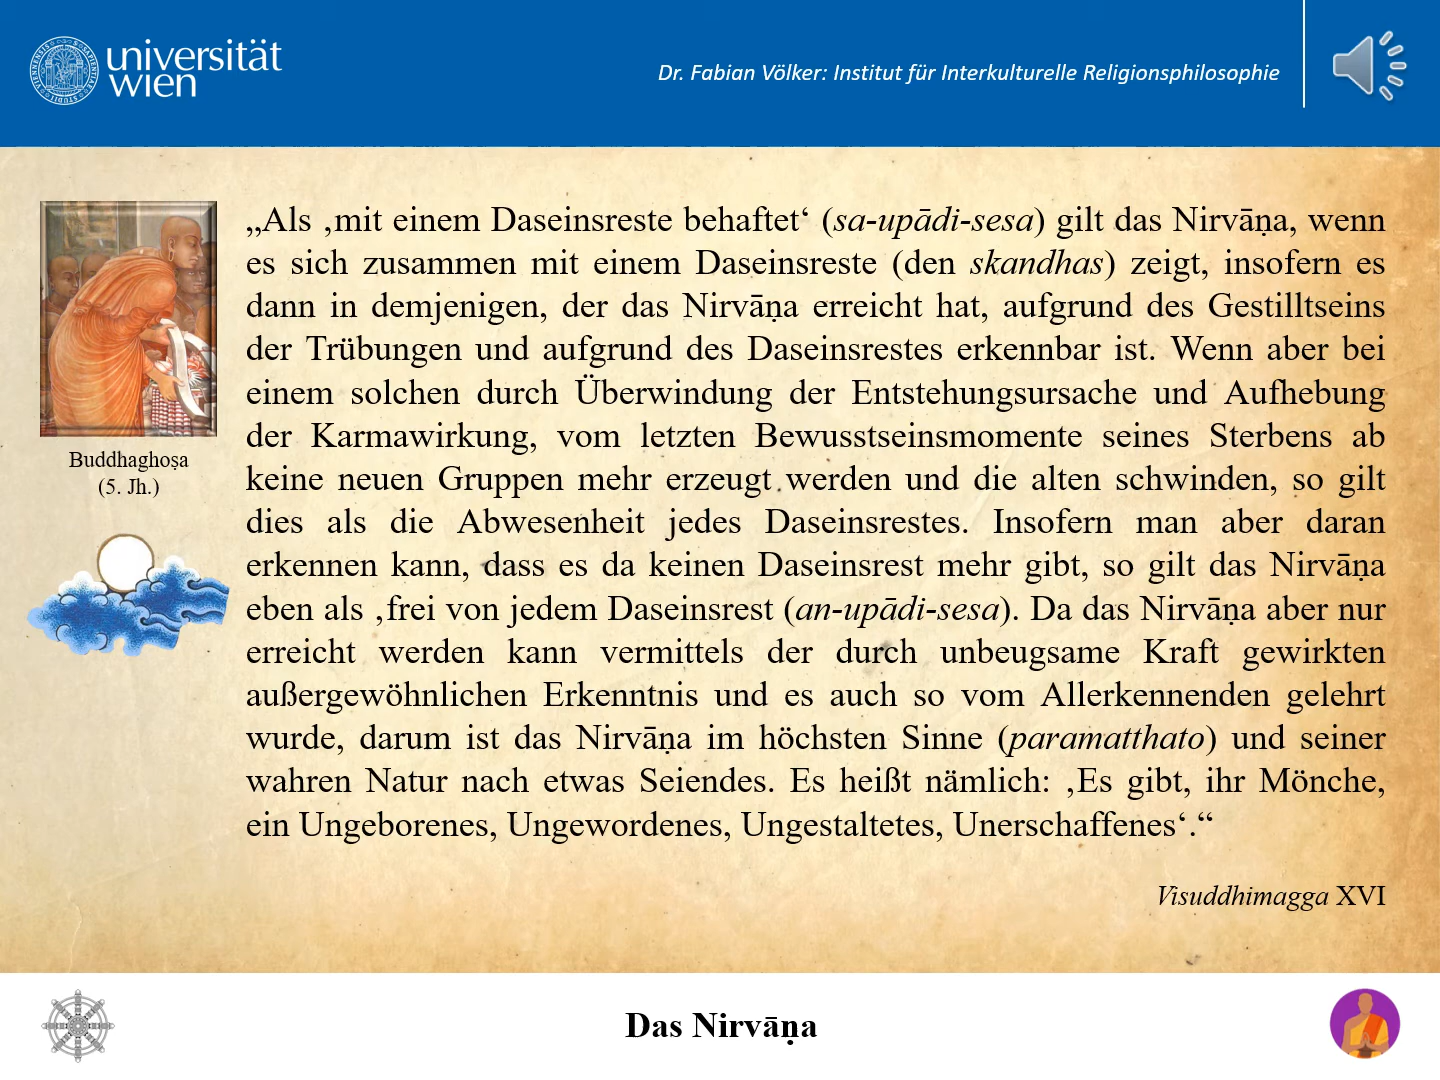 universität
wien
Dr. Fabian Völker: Institut für Interkulturelle Religionsphilosophie
„Als ‚mit einem Daseinsreste behaftet‘ (sa-upādi-sesa) gilt das Nirvāṇa, wenn
es sich zusammen mit einem Daseinsreste (den skandhas) zeigt, insofern es
dann in demjenigen, der das Nirvāṇa erreicht hat, aufgrund des Gestilltseins
der Trübungen und aufgrund des Daseinsrestes erkennbar ist. Wenn aber bei
einem solchen durch Überwindung der Entstehungsursache und Aufhebung
der Karmawirkung, vom letzten Bewusstseinsmomente seines Sterbens ab
keine neuen Gruppen mehr erzeugt werden und die alten schwinden, so gilt
dies als die Abwesenheit jedes Daseinsrestes. Insofern man aber daran
erkennen kann, dass es da keinen Daseinsrest mehr gibt, so gilt das Nirvāṇa
eben als ‚frei von jedem Daseinsrest (an-upādi-sesa). Da das Nirvāṇa aber nur
erreicht werden kann vermittels der durch unbeugsame Kraft gewirkten
außergewöhnlichen Erkenntnis und es auch so vom Allerkennenden gelehrt
wurde, darum ist das Nirvāṇa im höchsten Sinne (paramatthato) und seiner
wahren Natur nach etwas Seiendes. Es heißt nämlich: ‚Es gibt, ihr Mönche,
ein Ungeborenes, Ungewordenes, Ungestaltetes, Unerschaffenes‘.“
Buddhaghoṣa
(5. Jh.)
Visuddhimagga XVI
Das Nirvāṇa